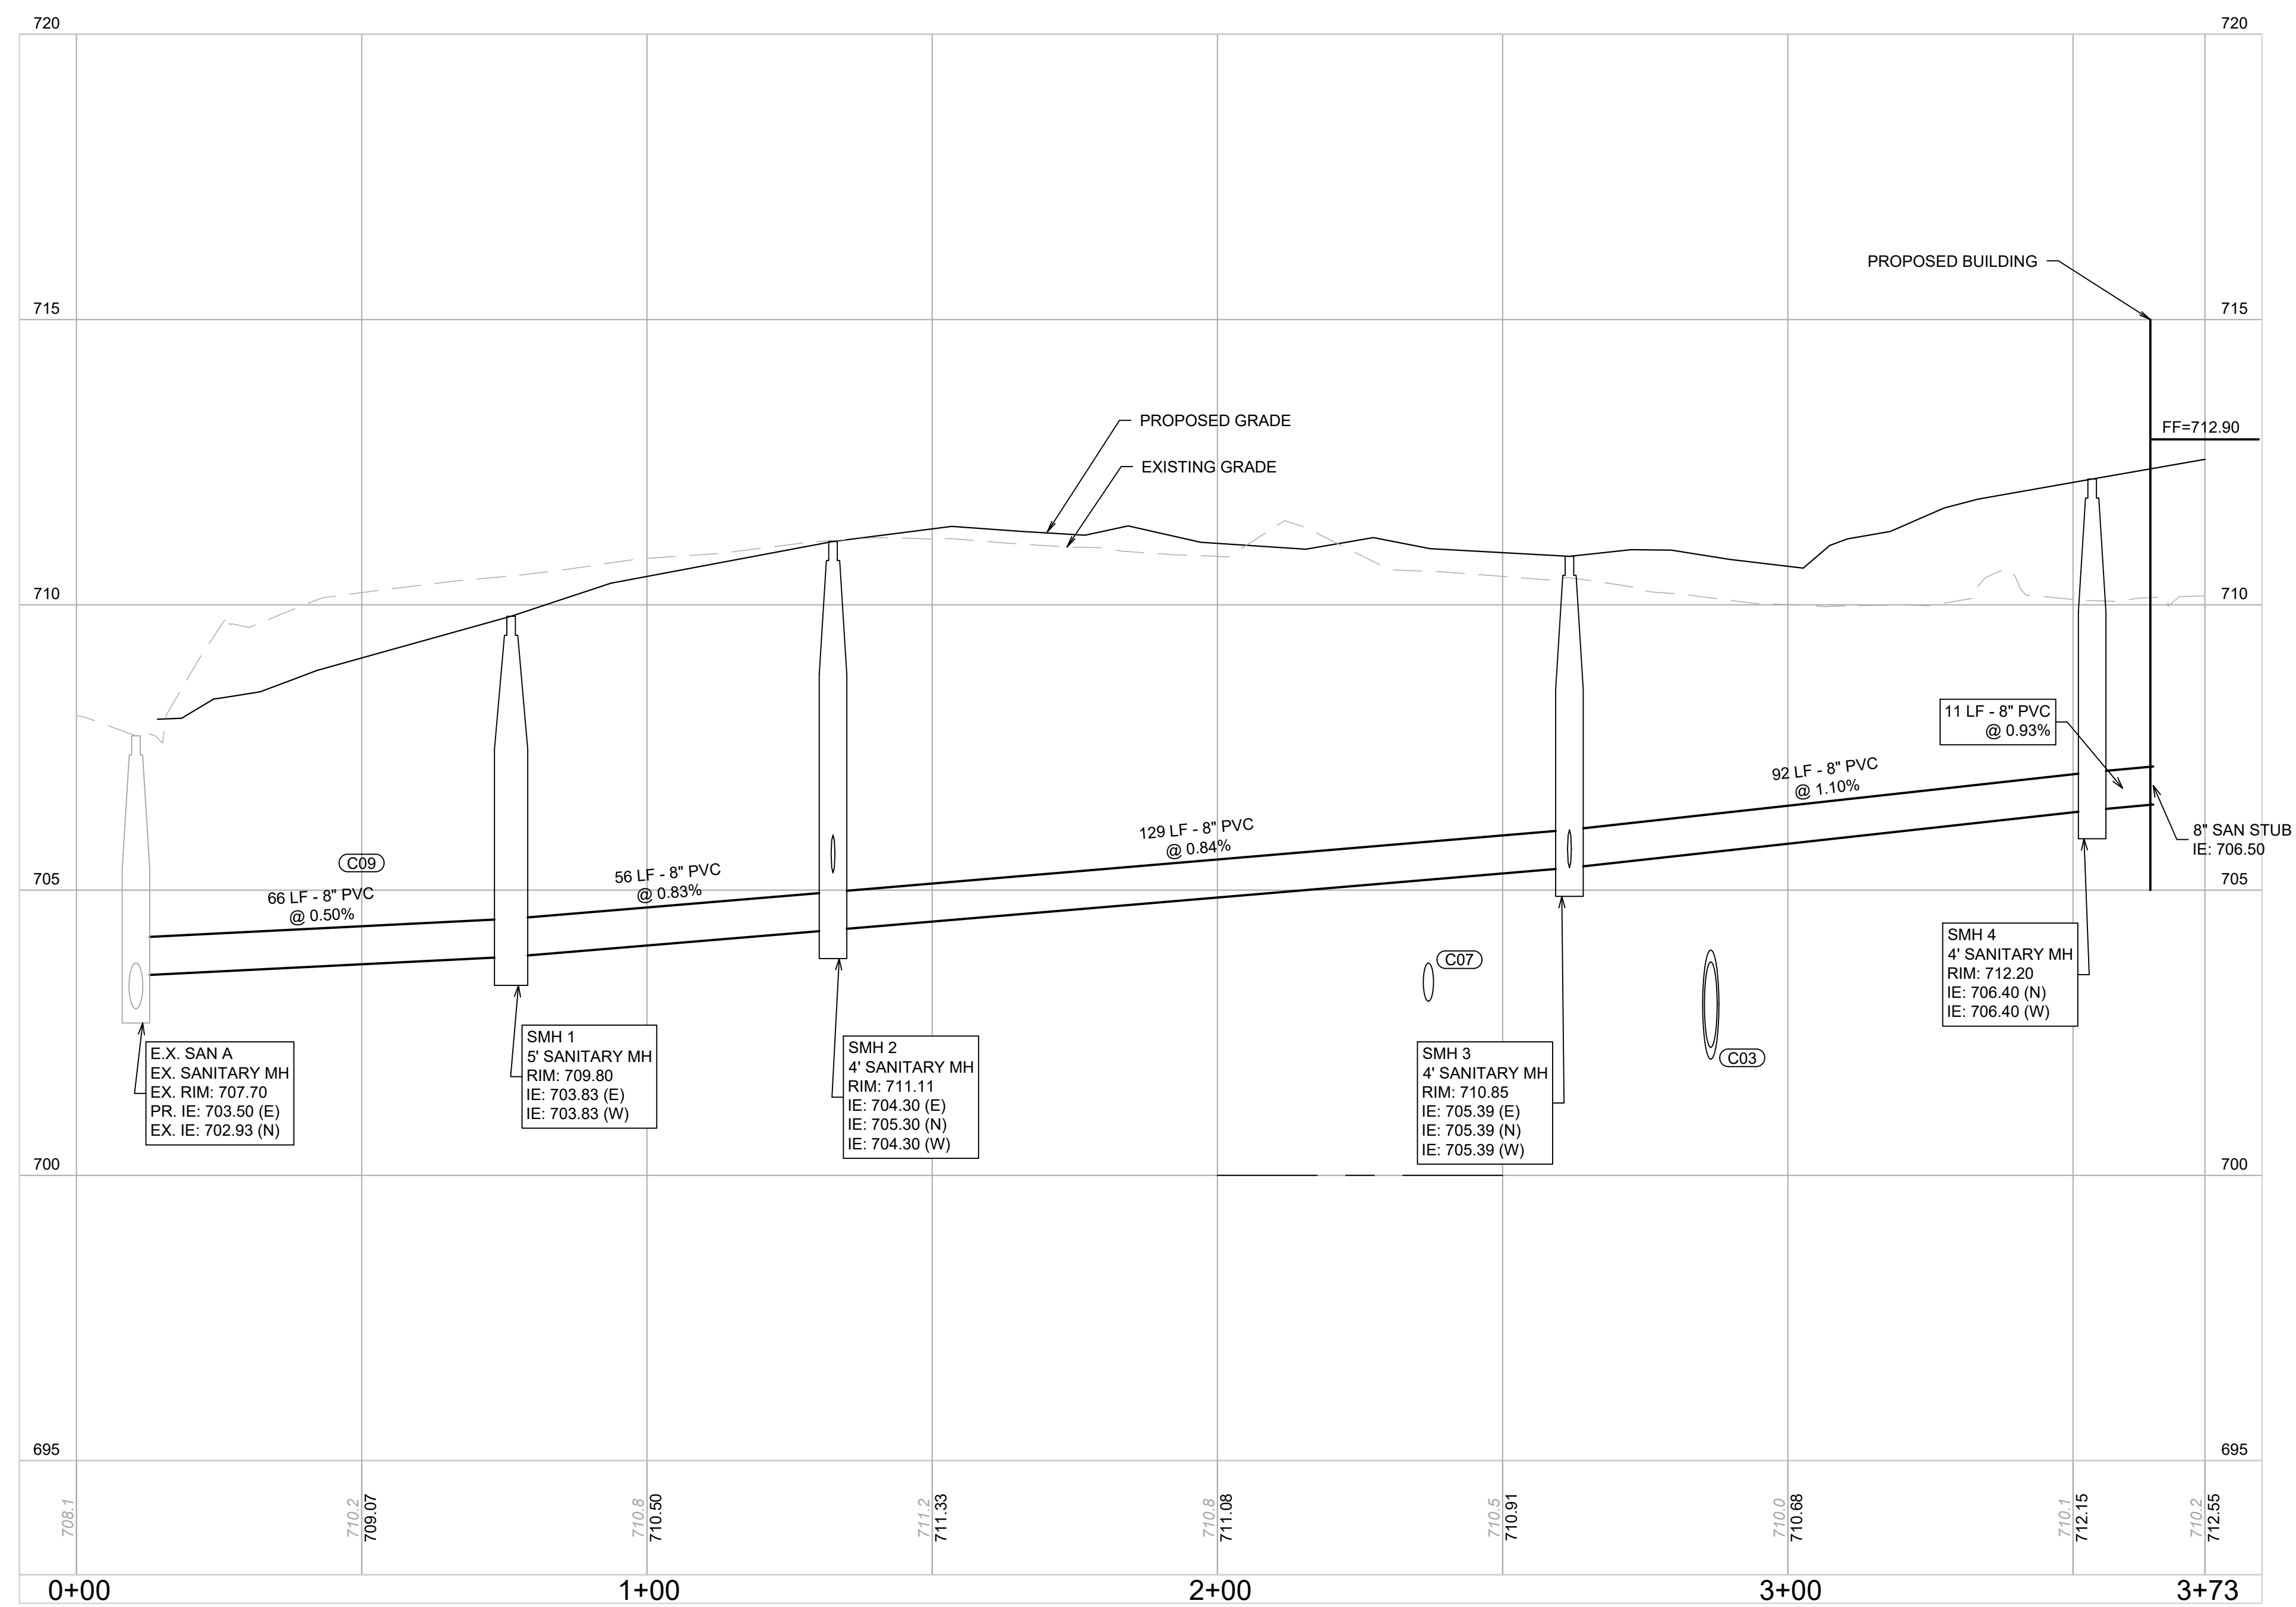 720
720
715
715
PROPOSED BUILDING
PROPOSED GRADE
EXISTING GRADE
FF=712.90
710
710
11 LF - 8" PVC
@ 0.93%
92 LF - 8" PVC
@ 1.10%
129 LF - 8" PVC
@ 0.84%
8" SAN STUB
IE: 706.50
C09
56 LF - 8" PVC
@ 0.83%
66 LF - 8" PVC
@ 0.50%
705
705
C07
C03
E.X. SAN A
EX. SANITARY MH
EX. RIM: 707.70
PR. IE: 703.50 (E)
EX. IE: 702.93 (N)
SMH 1
5' SANITARY MH
RIM: 709.80
IE: 703.83 (E)
IE: 703.83 (W)
SMH 2
4' SANITARY MH
RIM: 711.11
IE: 704.30 (E)
IE: 705.30 (N)
IE: 704.30 (W)
SMH 3
4' SANITARY MH
RIM: 710.85
IE: 705.39 (E)
IE: 705.39 (N)
IE: 705.39 (W)
SMH 4
4' SANITARY MH
RIM: 712.20
IE: 706.40 (N)
IE: 706.40 (W)
700
700
695
695
708.1
710.2
709.07
710.8
710.50
711.2
711.33
710.8
711.08
710.5
710.91
710.0
710.68
710.1
712.15
710.2
712.55
0+00
1+00
2+00
3+00
3+73